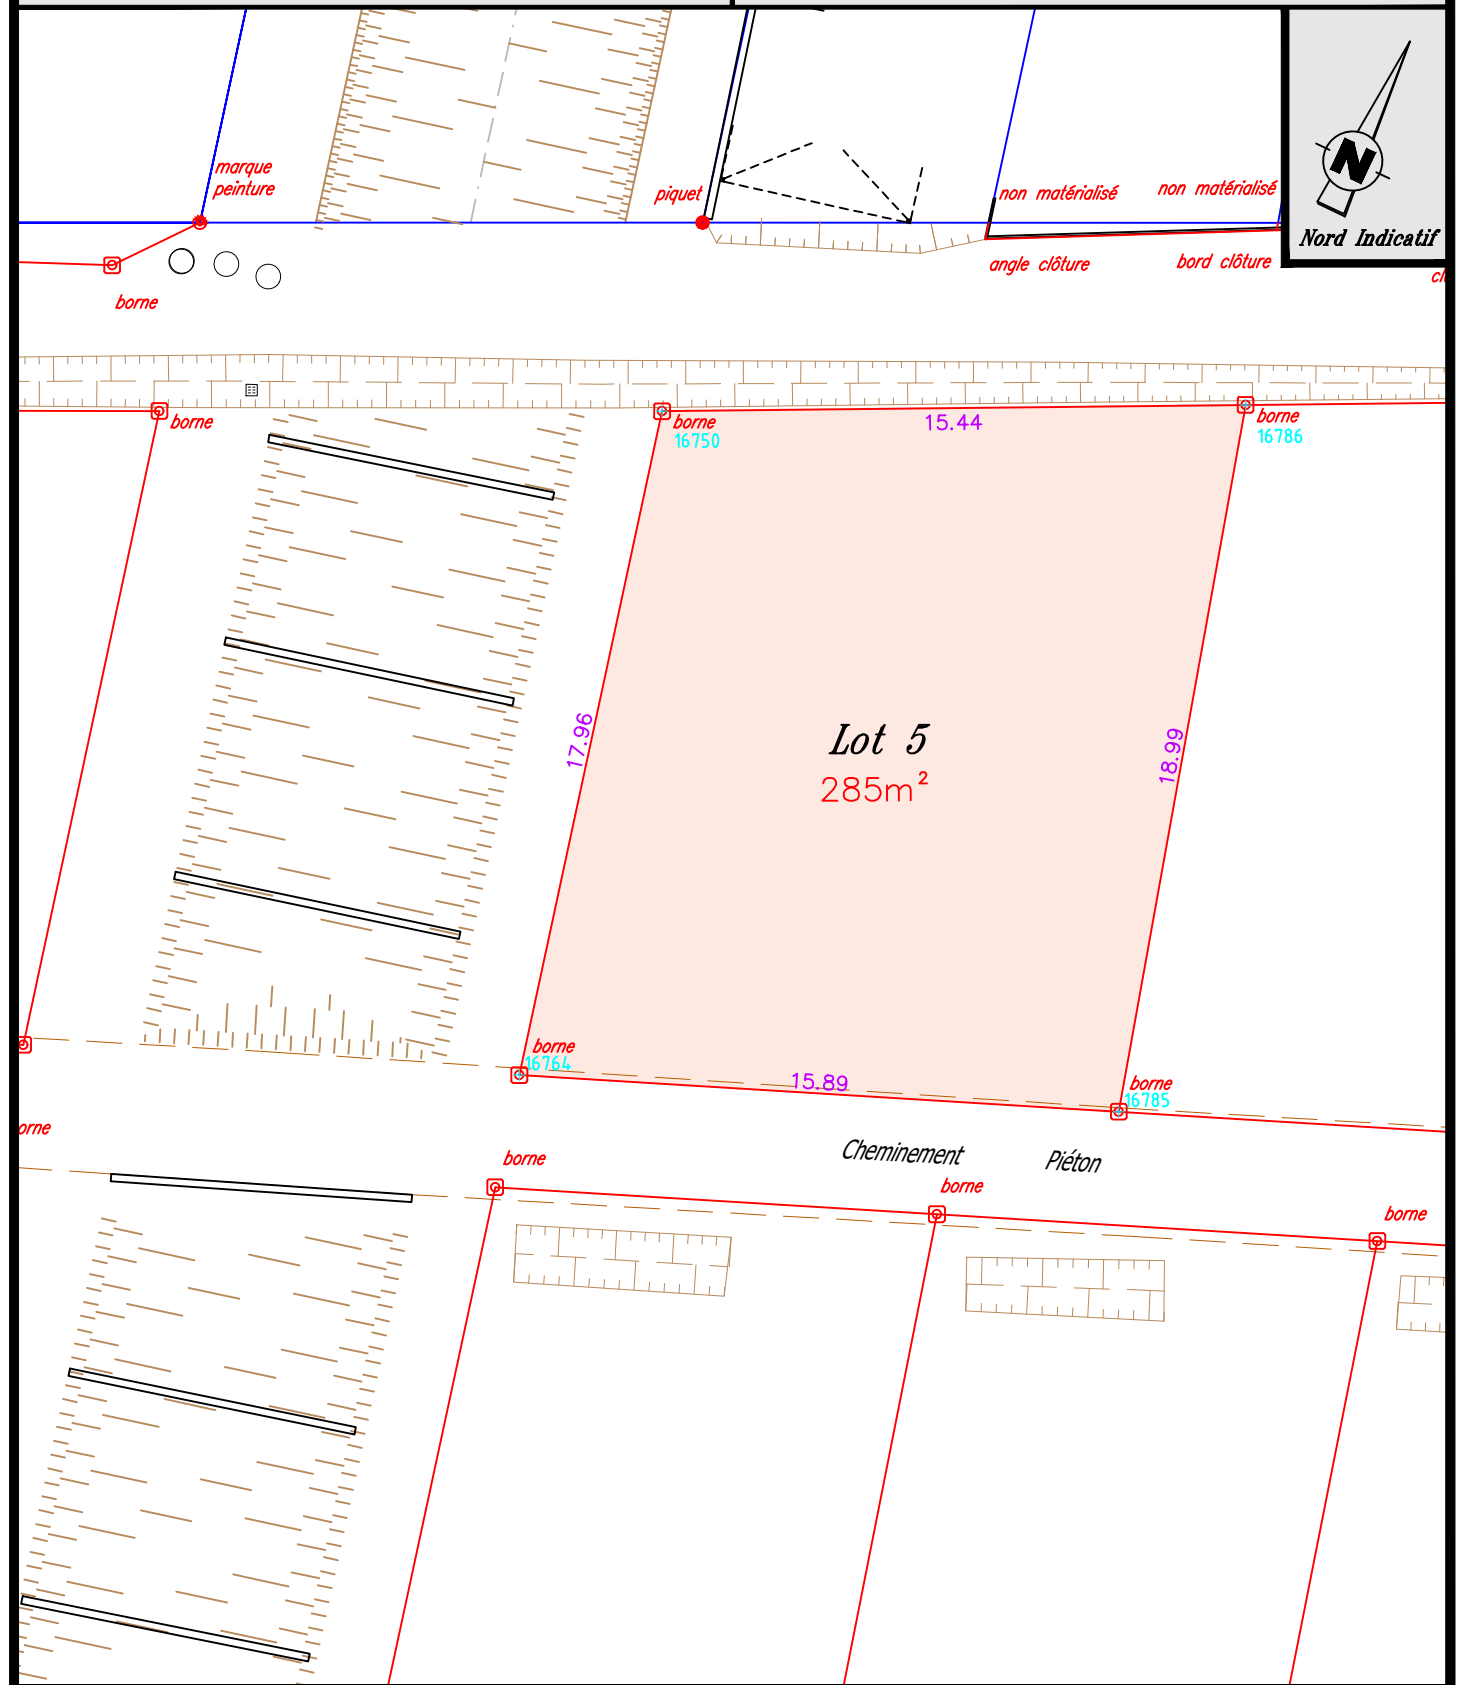 marque
peinture
piquet
non matérialisé
non matérialisé
N
Nord Indicatif
angle clôture
bord clôture
cl
borne
borne
borne
16750
15.44
borne
16786
17.96
18.99
Lot 5
285m²
borne
16764
15.89
borne
16785
orne
Cheminement Piéton
borne
borne
borne